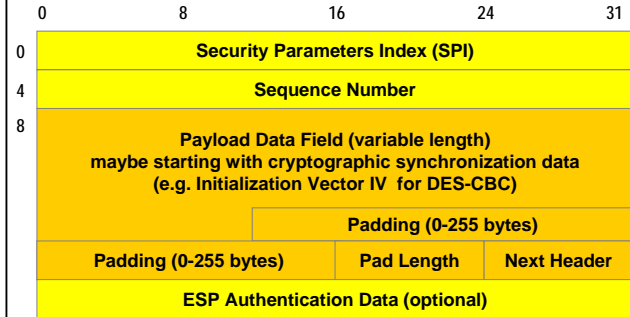 0 8 16 24 31
0 Security Parameters Index (SPI)
4 Sequence Number
8
Payload Data Field (variable length)
maybe starting with cryptographic synchronization data
(e.g. Initialization Vector IV for DES-CBC)
Padding (0-255 bytes)
Padding (0-255 bytes) Pad Length Next Header
ESP Authentication Data (optional)